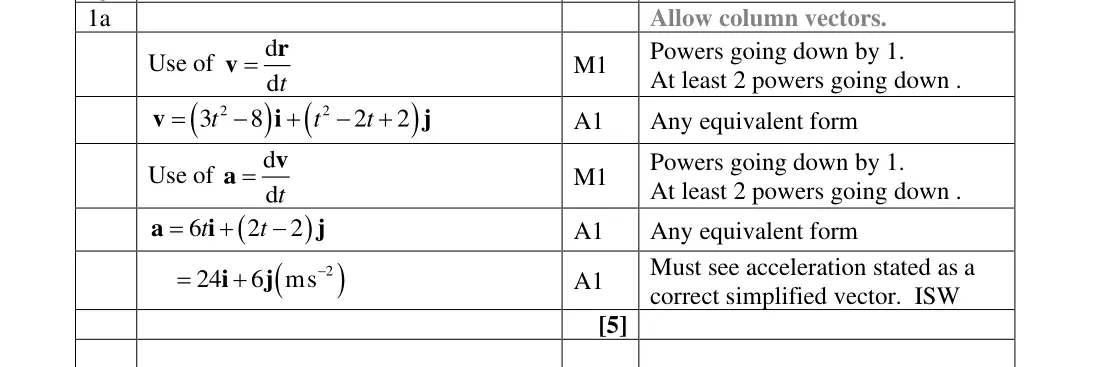 1a Allow column vectors.
Use of v = dr/dt M1 Powers going down by 1.
At least 2 powers going down .
v = (3t² − 8)i + (t² − 2t + 2)j A1 Any equivalent form
Use of a = dv/dt M1 Powers going down by 1.
At least 2 powers going down .
a = 6ti + (2t − 2)j A1 Any equivalent form
= 24i + 6j (m s⁻²) A1 Must see acceleration stated as a
correct simplified vector. ISW
[5]